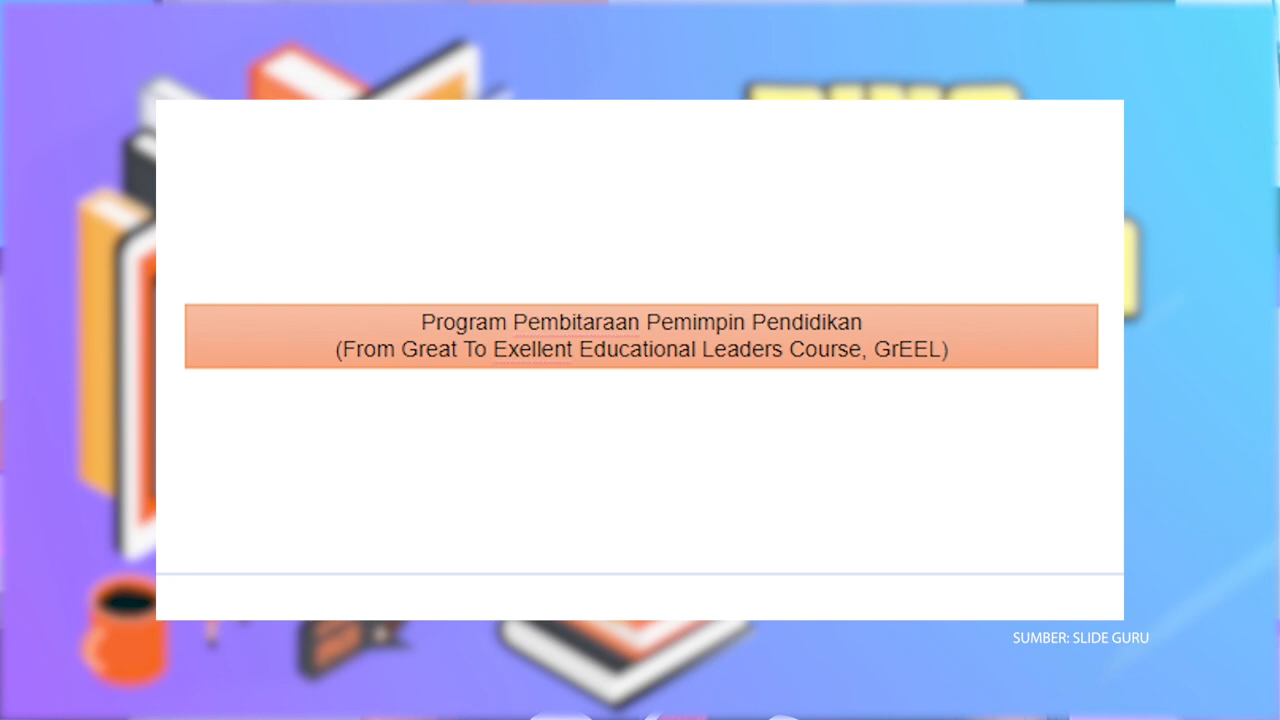 Program Pembitaraan Pemimpin Pendidikan
(From Great To Exellent Educational Leaders Course, GrEEL)
SUMBER: SLIDE GURU